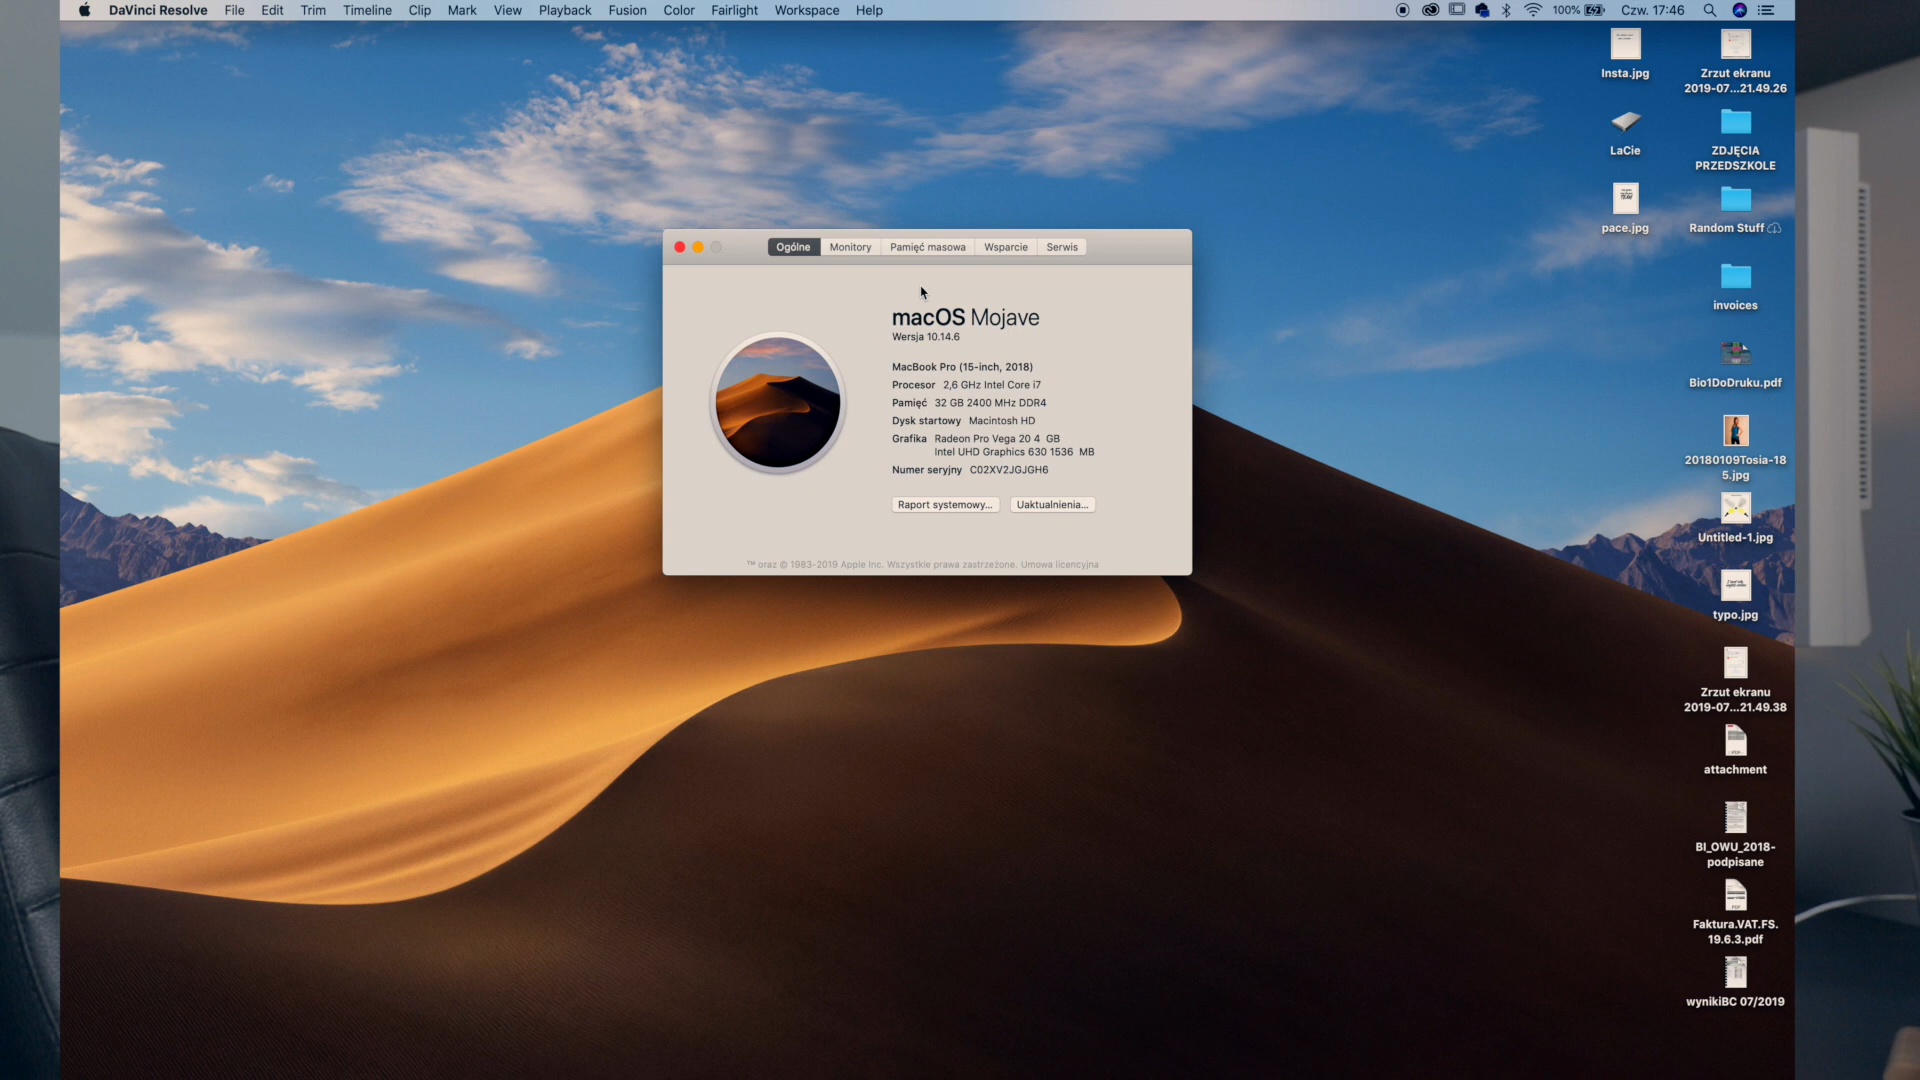 DaVinci Resolve File Edit Trim Timeline Clip Mark View Playback Fusion Color Fairlight Workspace Help 100% Czw. 17:46
Insta.jpg
Zrzut ekranu
2019-07...21.49.26
LaCie
ZDJĘCIA
PRZEDSZKOLE
pace.jpg
Random Stuff
invoices
Bio1DoDruku.pdf
20180109Tosia-18
5.jpg
Untitled-1.jpg
typo.jpg
Zrzut ekranu
2019-07...21.49.38
attachment
BI_OWU_2018-
podpisane
Faktura.VAT.FS.
19.6.3.pdf
wynikiBC 07/2019
Ogólne Monitory Pamięć masowa Wsparcie Serwis
macOS Mojave
Wersja 10.14.6
MacBook Pro (15-inch, 2018)
Procesor 2,6 GHz Intel Core i7
Pamięć 32 GB 2400 MHz DDR4
Dysk startowy Macintosh HD
Grafika Radeon Pro Vega 20 4 GB
Intel UHD Graphics 630 1536 MB
Numer seryjny C02XV2JGJGH6
Raport systemowy... Uaktualnienia...
™ oraz © 1983-2019 Apple Inc. Wszystkie prawa zastrzeżone. Umowa licencyjna